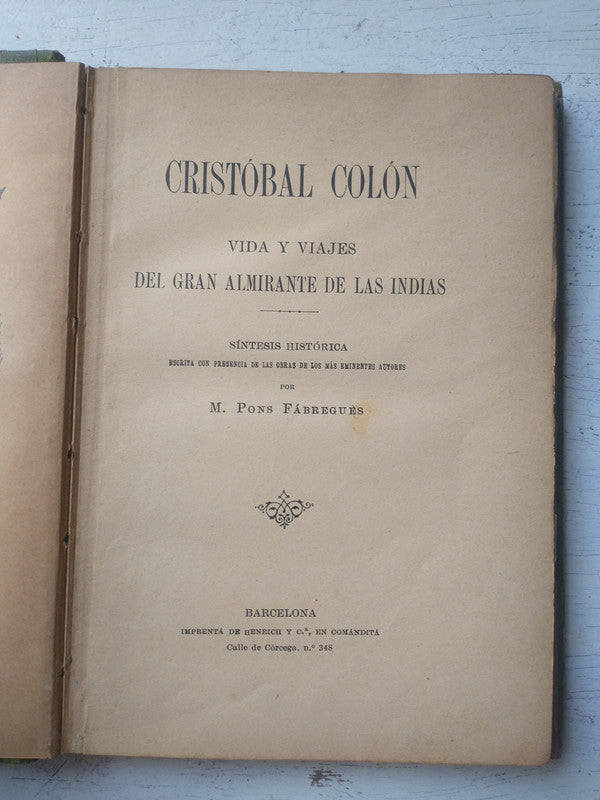 CRISTÓBAL COLÓN
VIDA Y VIAJES
DEL GRAN ALMIRANTE DE LAS INDIAS
SÍNTESIS HISTÓRICA
ESCRITA CON PRESENCIA DE LAS OBRAS DE LOS MÁS EMINENTES AUTORES
POR
M. PONS FÁBREGUÉS
BARCELONA
IMPRENTA DE HENRICH Y C.ª, EN COMANDITA
Calle de Córcega, n.º 348